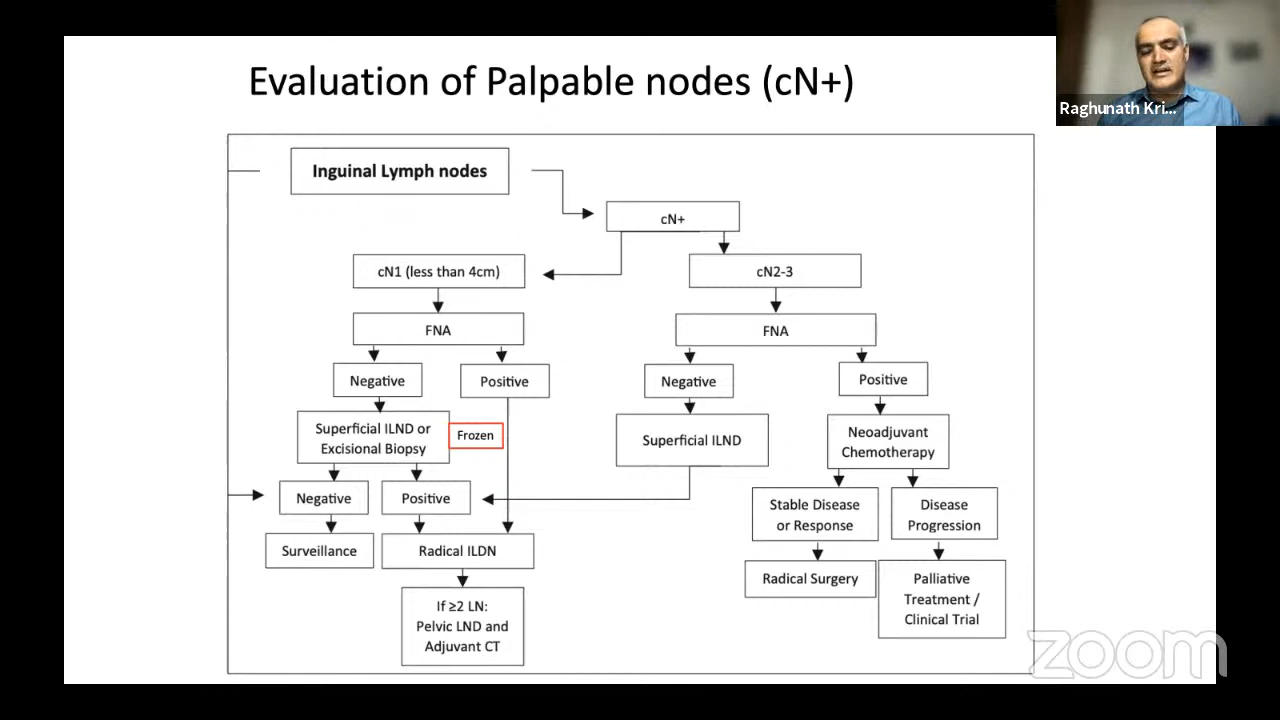 Evaluation of Palpable nodes (cN+)
Raghunath Kri...
Inguinal Lymph nodes
cN+
cN1 (less than 4cm)
cN2-3
FNA
FNA
Negative
Positive
Negative
Positive
Superficial ILND or
Excisional Biopsy
Frozen
Superficial ILND
Neoadjuvant
Chemotherapy
Negative
Positive
Stable Disease
or Response
Disease
Progression
Surveillance
Radical ILDN
Radical Surgery
Palliative
Treatment /
Clinical Trial
If ≥2 LN:
Pelvic LND and
Adjuvant CT
zoom